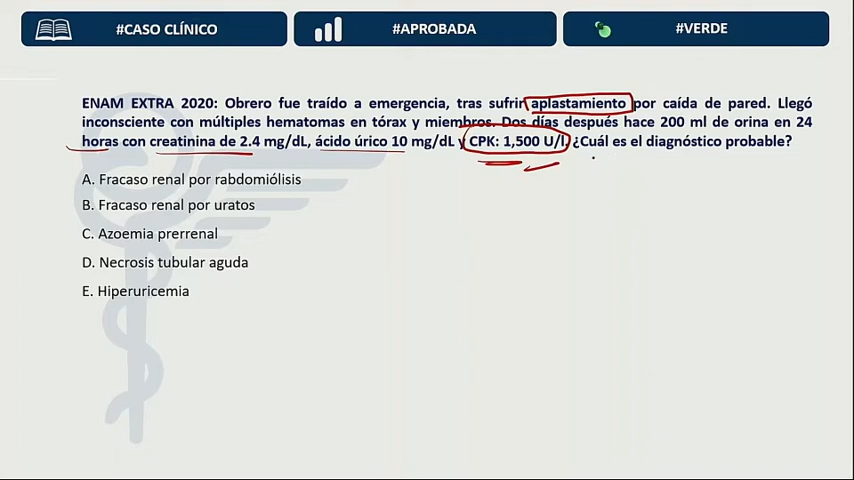 #CASO CLÍNICO
#APROBADA
#VERDE
ENAM EXTRA 2020: Obrero fue traído a emergencia, tras sufrir aplastamiento por caída de pared. Llegó
inconsciente con múltiples hematomas en tórax y miembros. Dos días después hace 200 ml de orina en 24
horas con creatinina de 2.4 mg/dL, ácido úrico 10 mg/dL y CPK: 1,500 U/l. ¿Cuál es el diagnóstico probable?
A. Fracaso renal por rabdomiólisis
B. Fracaso renal por uratos
C. Azoemia prerrenal
D. Necrosis tubular aguda
E. Hiperuricemia